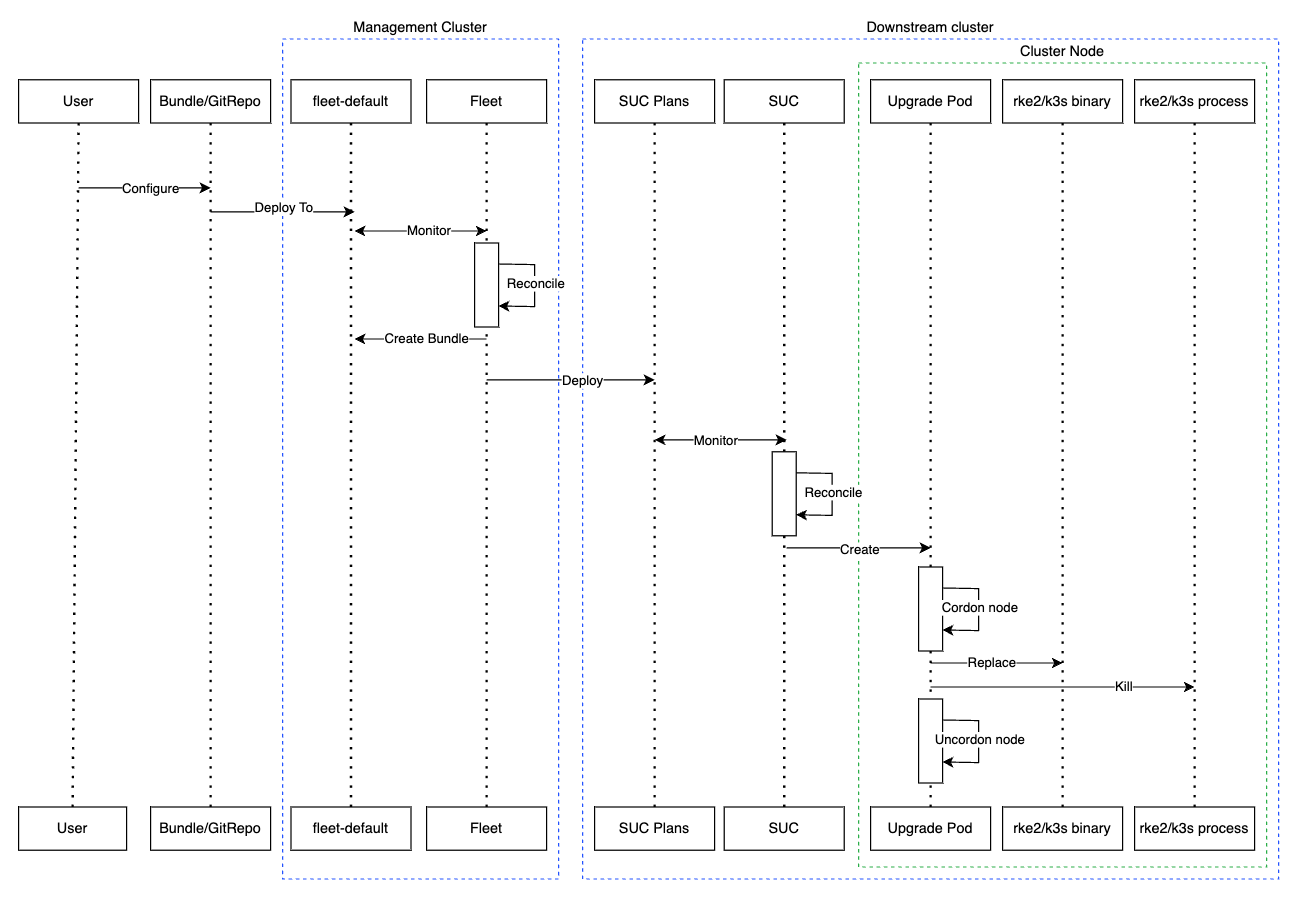 Management Cluster
Downstream cluster
Cluster Node
User
Bundle/GitRepo
fleet-default
Fleet
SUC Plans
SUC
Upgrade Pod
rke2/k3s binary
rke2/k3s process
Configure
Deploy To
Monitor
Reconcile
Create Bundle
Deploy
Monitor
Reconcile
Create
Cordon node
Replace
Kill
Uncordon node
User
Bundle/GitRepo
fleet-default
Fleet
SUC Plans
SUC
Upgrade Pod
rke2/k3s binary
rke2/k3s process